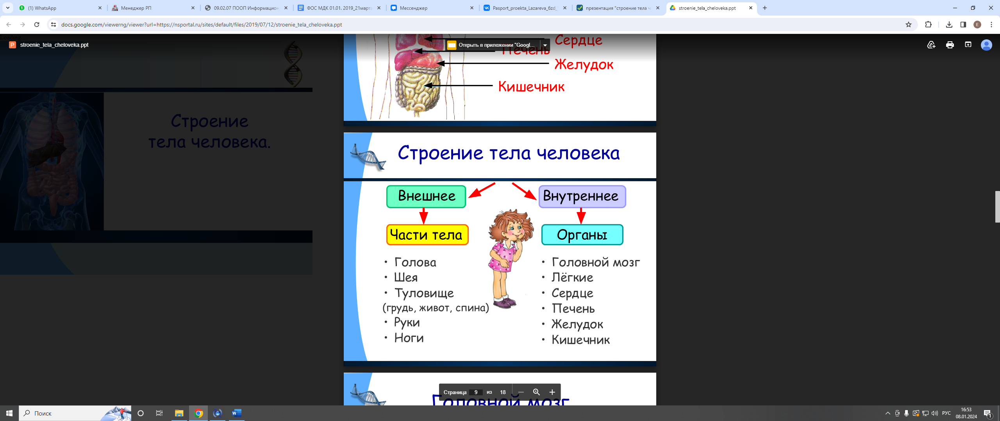 (1) WhatsApp
Менеджер РП
09.02.07 ПООП Информацион
ФОС МДК 01.01. 2019_21марта
Мессенджер
Pasport_proekta_Lazareva_6zcl_
презентация "строение тела ч
stroenie_tela_cheloveka.ppt
docs.google.com/viewerng/viewer?url=https://nsportal.ru/sites/default/files/2019/07/12/stroenie_tela_cheloveka.ppt
E
Loading
P
stroenie_tela_cheloveka.ppt
Открыть в приложении "Googl...
Сердце
Печень
Желудок
Кишечник
Строение
тела человека.
Строение тела человека
Внешнее
Внутреннее
Части тела
Органы
• Голова
• Шея
• Туловище
(грудь, живот, спина)
• Руки
• Ноги
• Головной мозг
• Лёгкие
• Сердце
• Печень
• Желудок
• Кишечник
Головной мозг
Страница 9 из 18
Поиск
РУС
16:53
08.01.2024
1